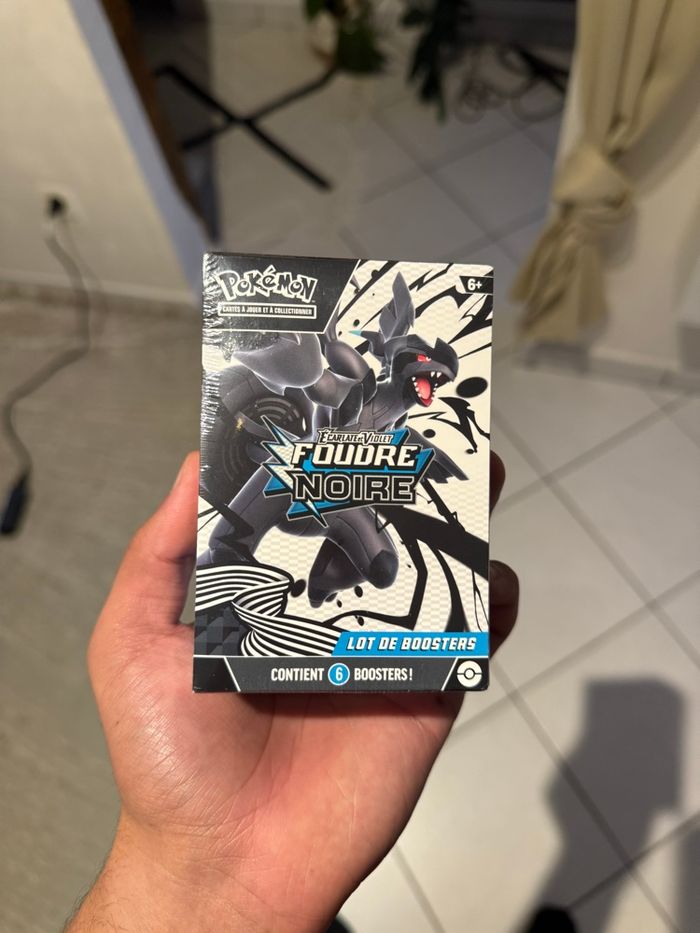 POKéMON
CARTES À JOUER ET À COLLECTIONNER
6+
ÉCARLATE ET VIOLET
FOUDRE
NOIRE
LOT DE BOOSTERS
CONTIENT 6 BOOSTERS!